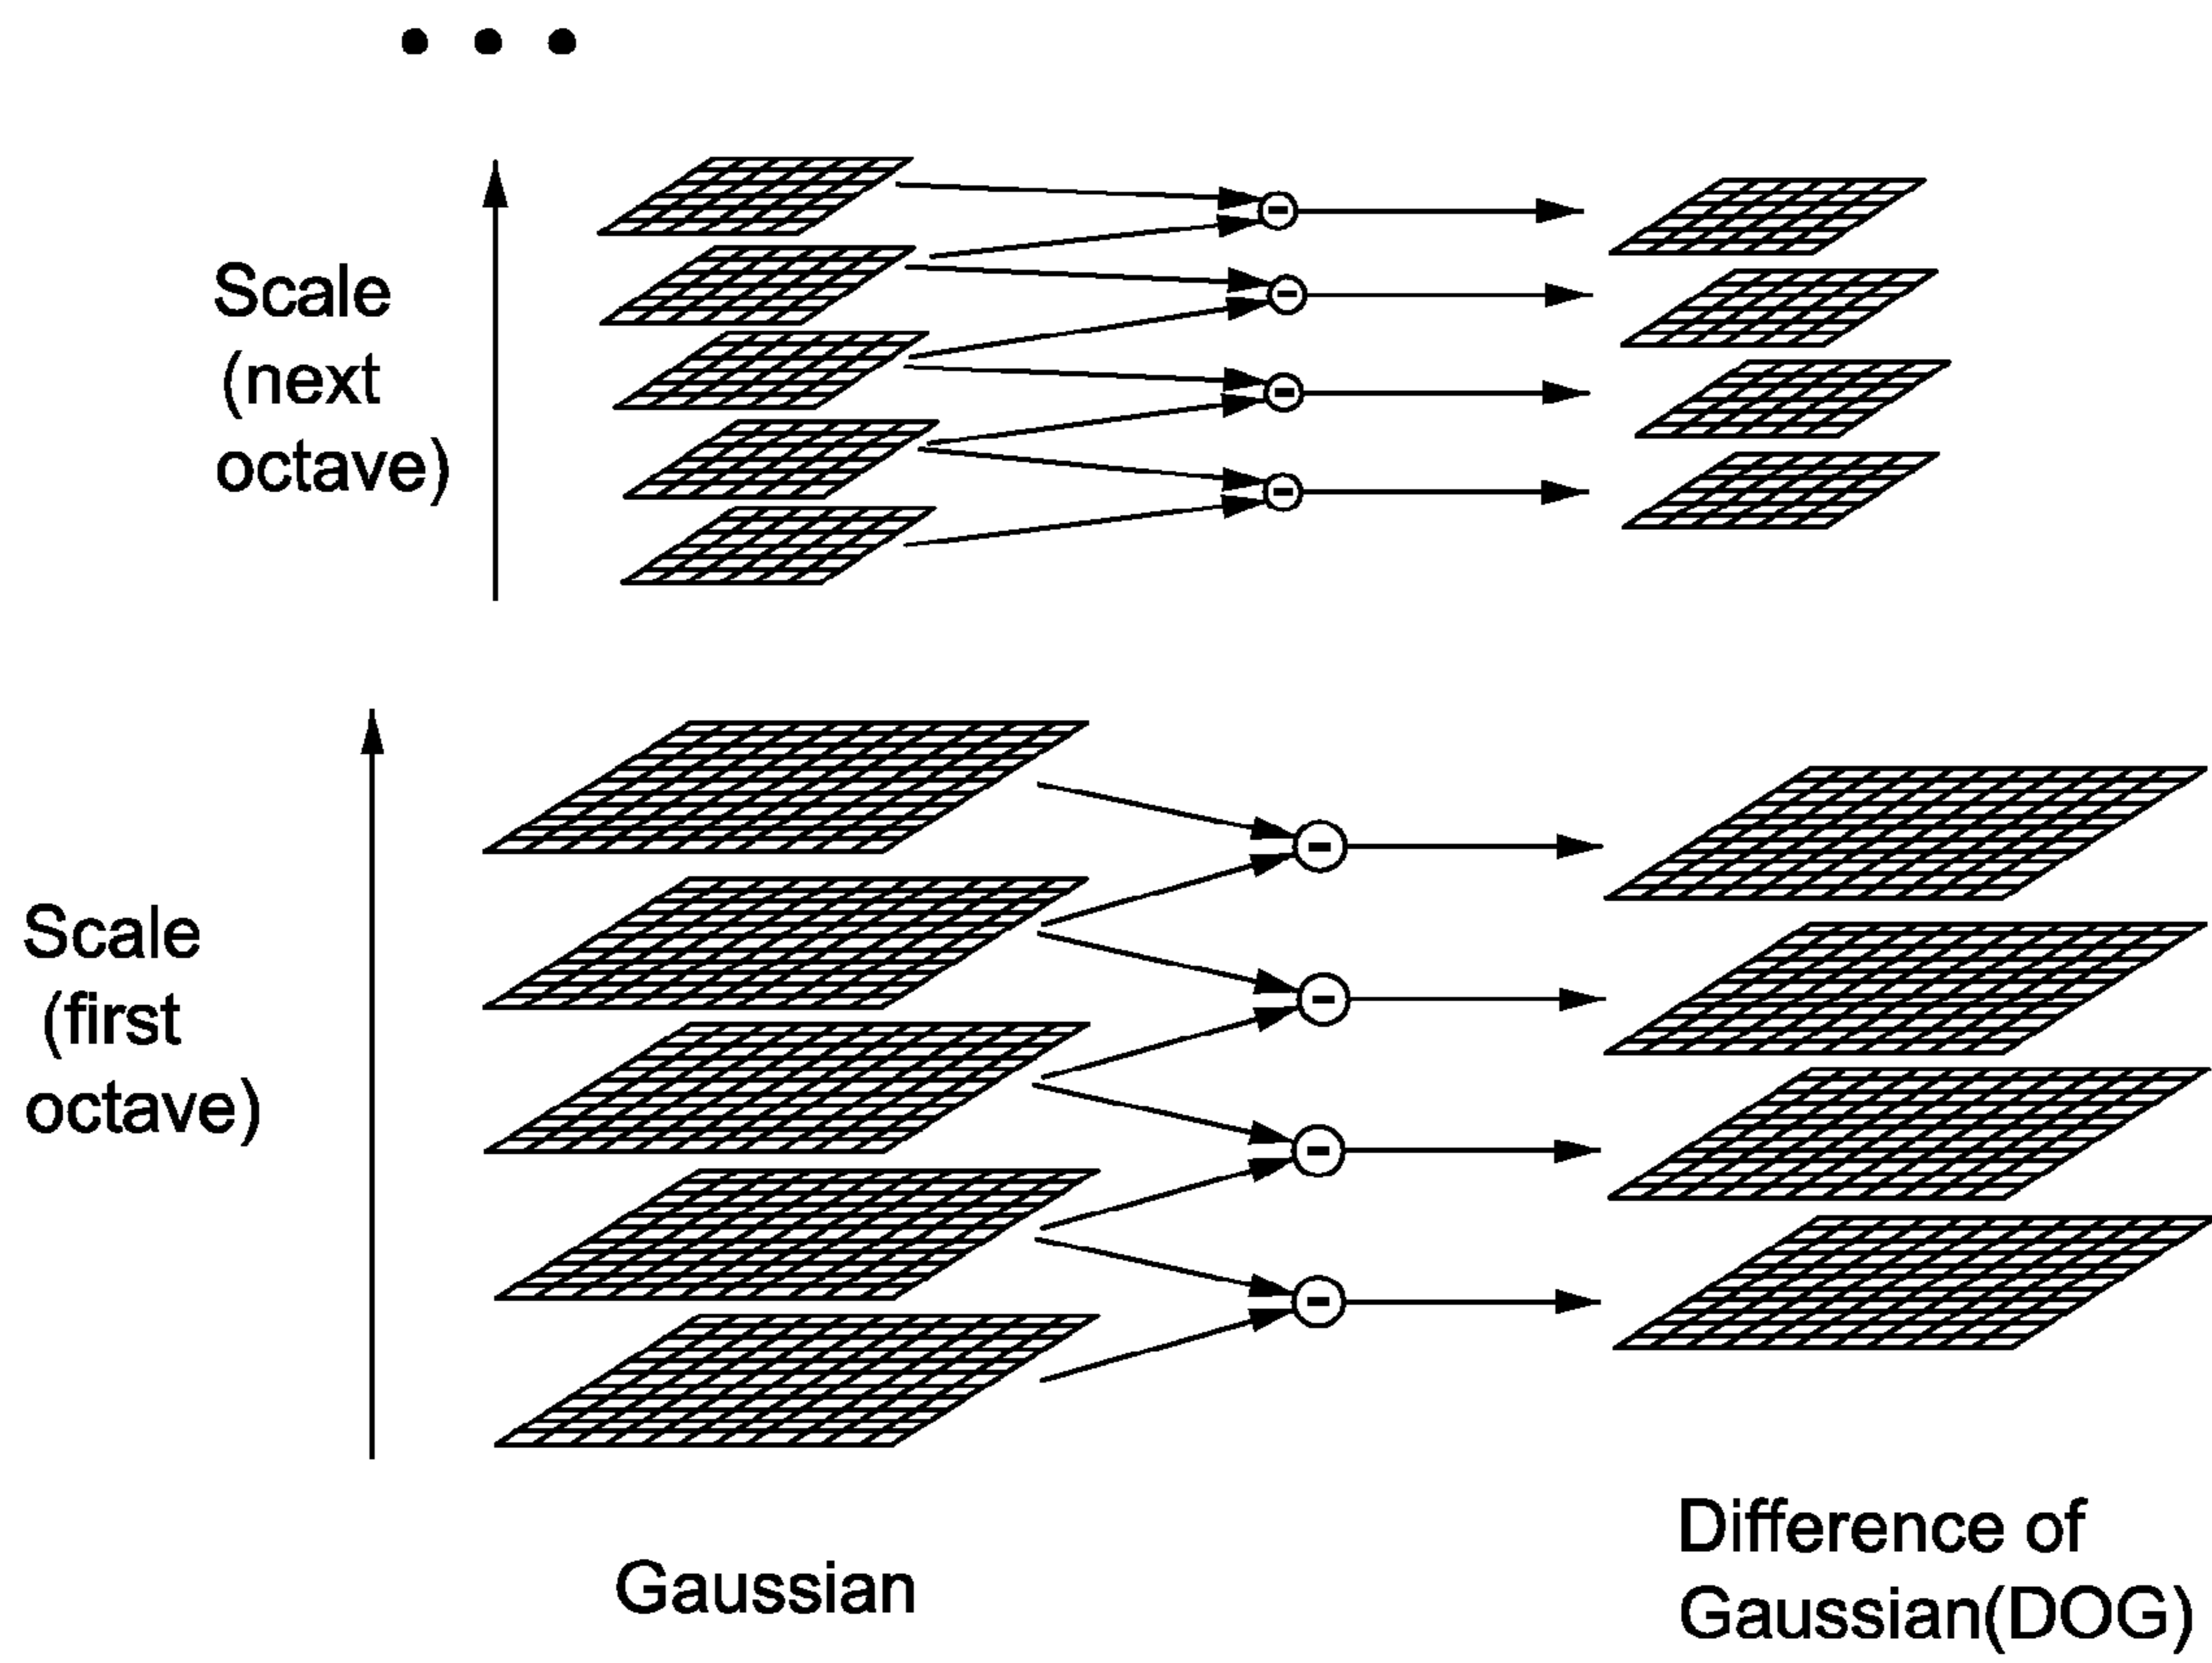 Scale
(next
octave)
Scale
(first
octave)
Gaussian
Difference of
Gaussian(DOG)